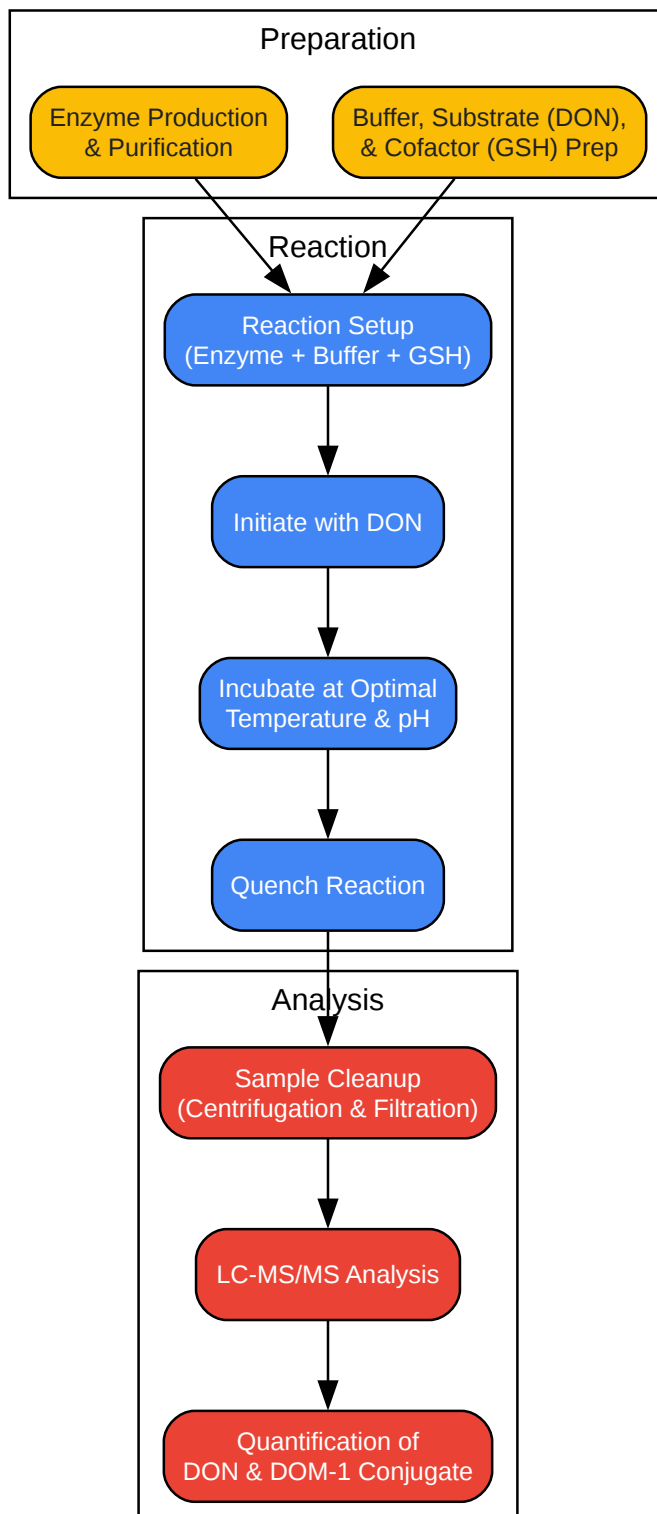 Preparation
Enzyme Production
& Purification
Buffer, Substrate (DON),
& Cofactor (GSH) Prep
Reaction
Reaction Setup
(Enzyme + Buffer + GSH)
Initiate with DON
Incubate at Optimal
Temperature & pH
Quench Reaction
Analysis
Sample Cleanup
(Centrifugation & Filtration)
LC-MS/MS Analysis
Quantification of
DON & DOM-1 Conjugate